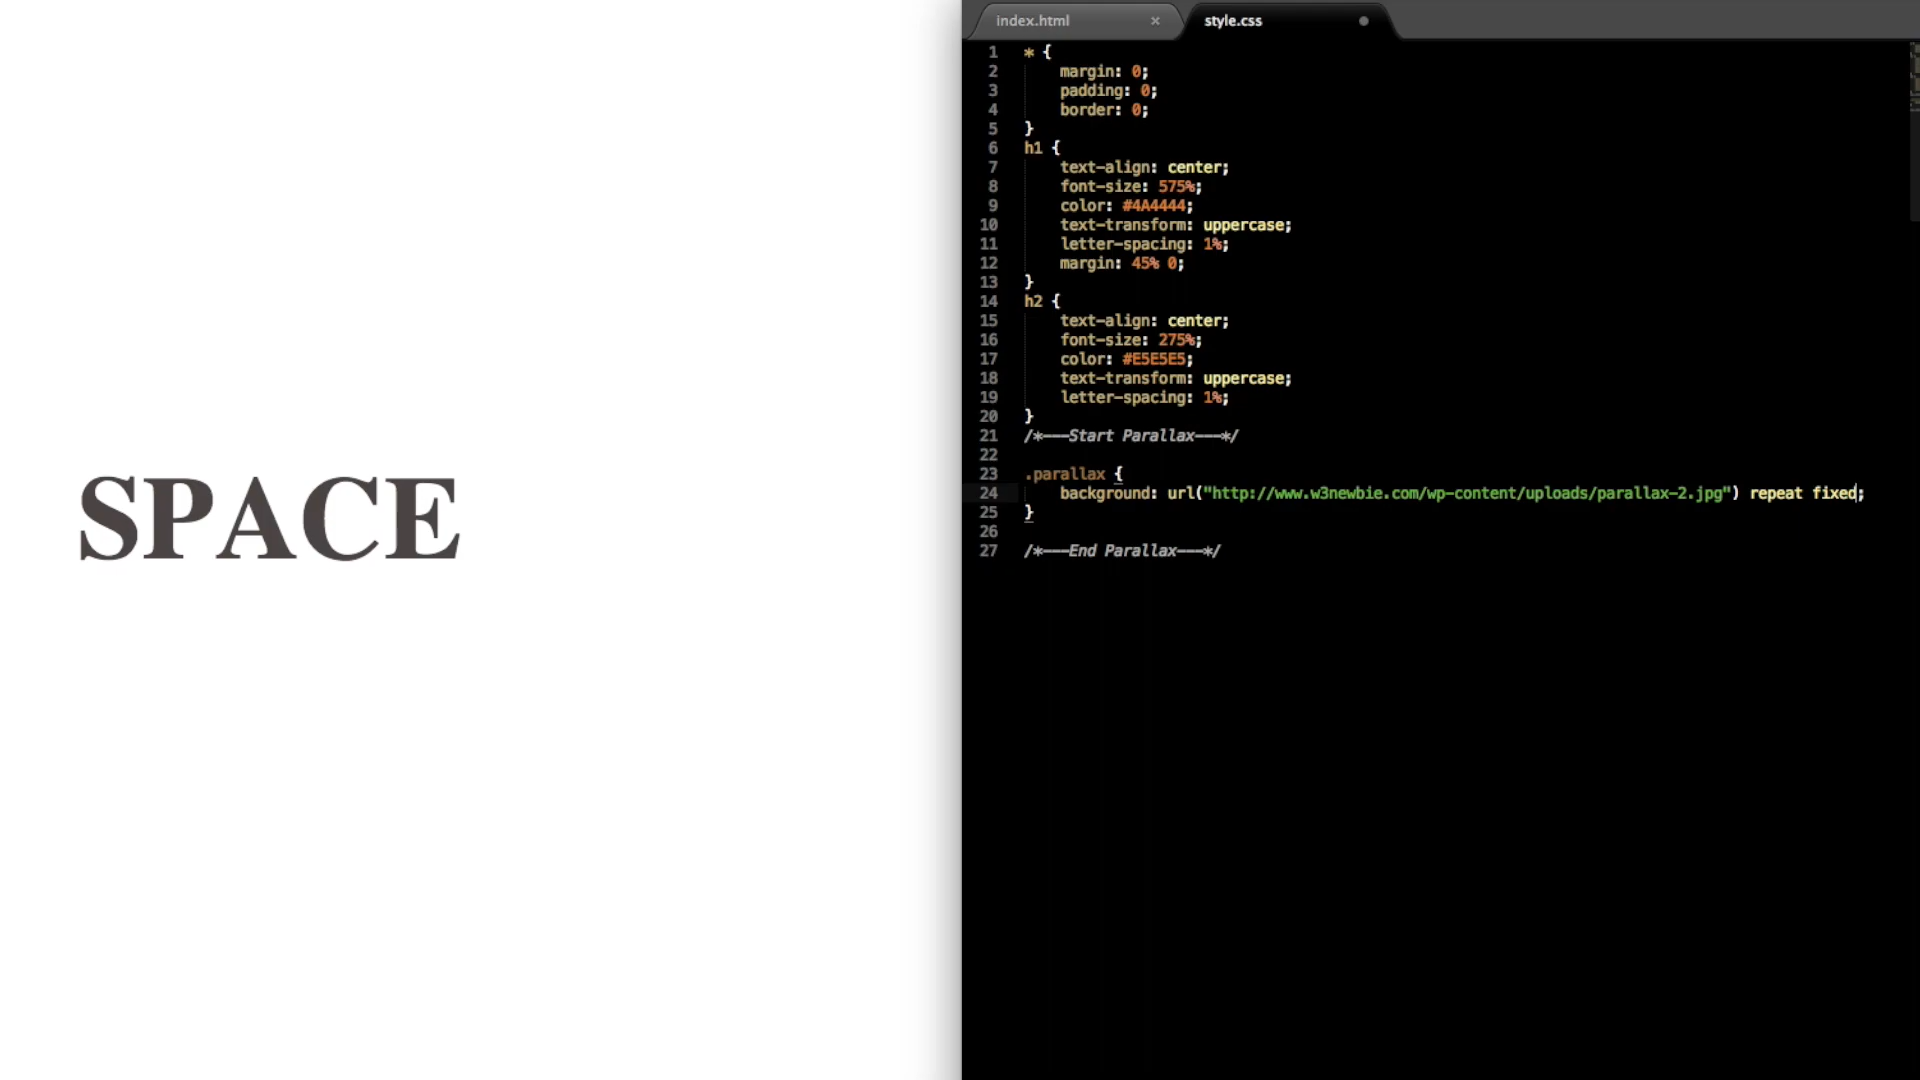 SPACE
index.html × style.css
1 * {
2 margin: 0;
3 padding: 0;
4 border: 0;
5 }
6 h1 {
7 text-align: center;
8 font-size: 575%;
9 color: #4A4444;
10 text-transform: uppercase;
11 letter-spacing: 1%;
12 margin: 45% 0;
13 }
14 h2 {
15 text-align: center;
16 font-size: 275%;
17 color: #E5E5E5;
18 text-transform: uppercase;
19 letter-spacing: 1%;
20 }
21 /*---Start Parallax---*/
22
23 .parallax {
24 background: url("http://www.w3newbie.com/wp-content/uploads/parallax-2.jpg") repeat fixed;
25 }
26
27 /*---End Parallax---*/